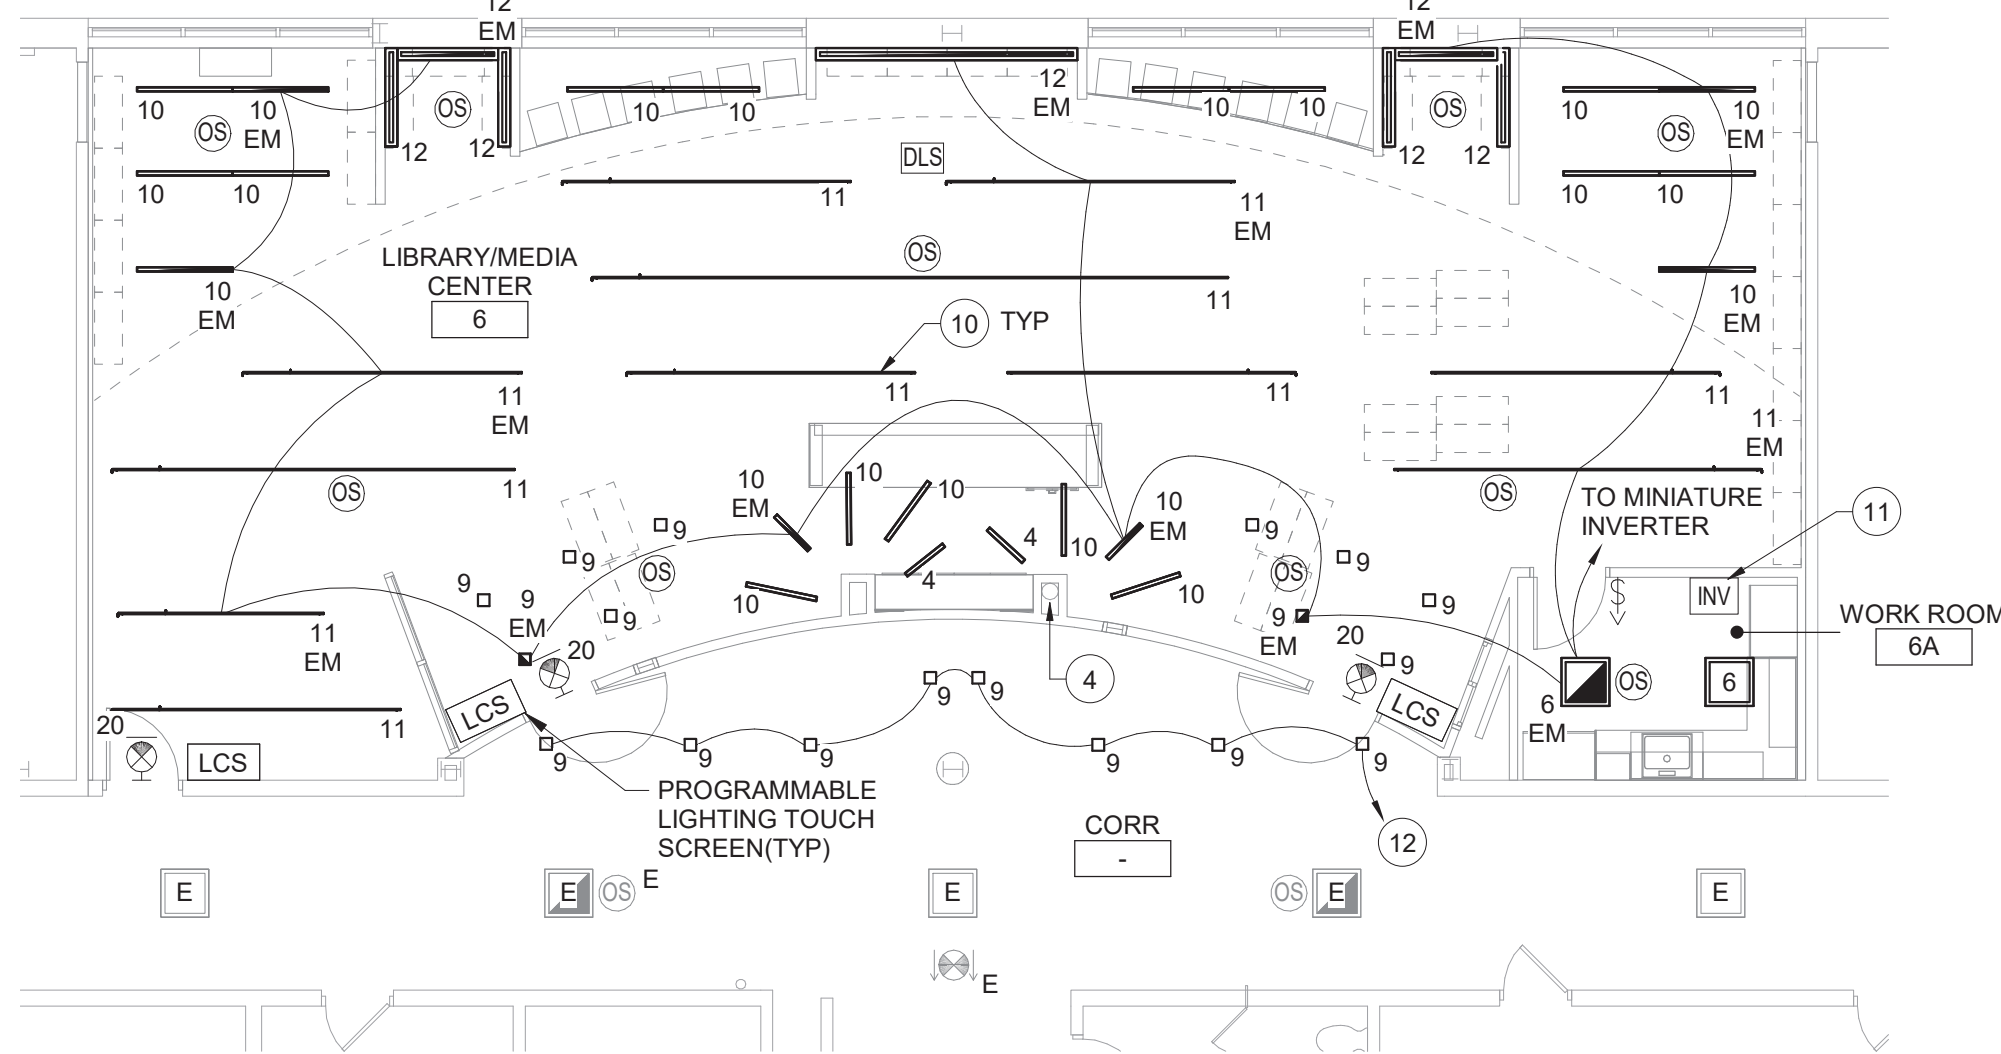 12
EM
12
EM
10
10
EM
OS
OS
12
12
10
10
12
EM
10
10
OS
12
12
10
10
EM
OS
10
10
DLS
11
11
EM
10
10
LIBRARY/MEDIA
CENTER
6
10
EM
OS
11
10
EM
10 TYP
11
EM
11
11
11
11
EM
OS
11
10
EM
10
10
10
EM
OS
TO MINIATURE
INVERTER
11
9
9
4
10
9
9
OS
4
OS
9
9
EM
9
10
10
9
INV
WORK ROOM
6A
11
EM
20
9
EM
20
9
OS
6
6
EM
4
20
LCS
11
LCS
LCS
9
9
9
9
9
9
9
9
PROGRAMMABLE
LIGHTING TOUCH
SCREEN(TYP)
CORR
-
12
E
E
OS
E
E
OS
E
E
E